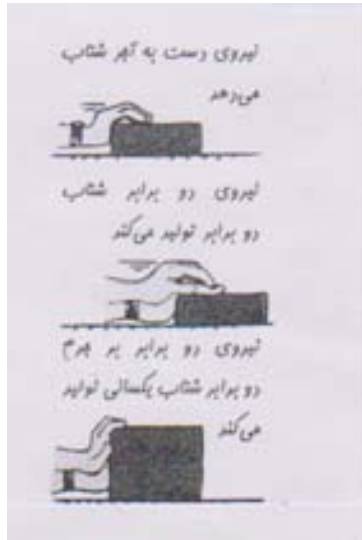 نیروی دست به آجر شتاب
می‌دهد
نیروی دو برابر شتاب
دو برابر تولید می‌کند
نیروی دو برابر بر جرم
دو برابر شتاب یکسانی تولید
می‌کند